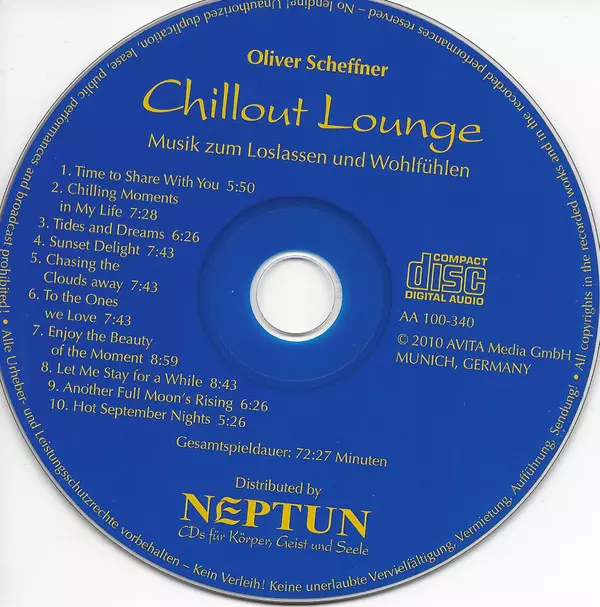 Oliver Scheffner
Chillout Lounge
Musik zum Loslassen und Wohlfühlen
1. Time to Share With You 5:50
2. Chilling Moments
in My Life 7:28
3. Tides and Dreams 6:26
4. Sunset Delight 7:43
5. Chasing the
Clouds away 7:43
6. To the Ones
we Love 7:43
7. Enjoy the Beauty
of the Moment 8:59
8. Let Me Stay for a While 8:43
9. Another Full Moon's Rising 6:26
10. Hot September Nights 5:26
Gesamtspieldauer: 72:27 Minuten
COMPACT
disc
DIGITAL AUDIO
AA 100-340
© 2010 AVITA Media GmbH
MUNICH, GERMANY
Distributed by
NEPTUN
CDs für Körper, Geist und Seele
• Alle Urheber- und Leistungsschutzrechte vorbehalten – Kein Verleih! Keine unerlaubte Vervielfältigung, Vermietung, Aufführung, Sendung! • All copyrights in the recorded works and in the recorded performances reserved – No lending! Unauthorized duplication, lease, public performances and broadcast prohibited!